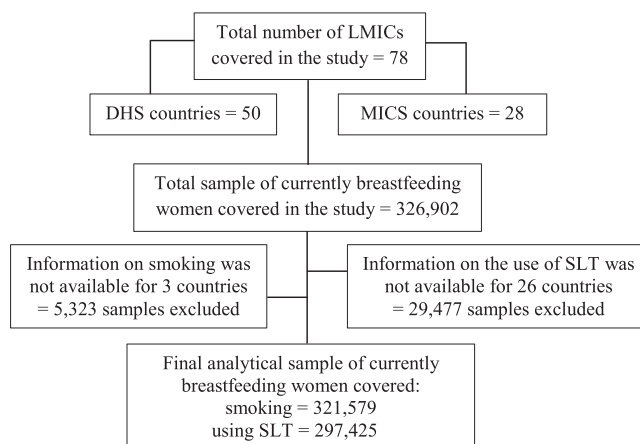 Total number of LMICs
covered in the study = 78
DHS countries = 50
MICS countries = 28
Total sample of currently breastfeeding
women covered in the study = 326,902
Information on smoking was
not available for 3 countries
= 5,323 samples excluded
Information on the use of SLT was
not available for 26 countries
= 29,477 samples excluded
Final analytical sample of currently
breastfeeding women covered:
smoking = 321,579
using SLT = 297,425